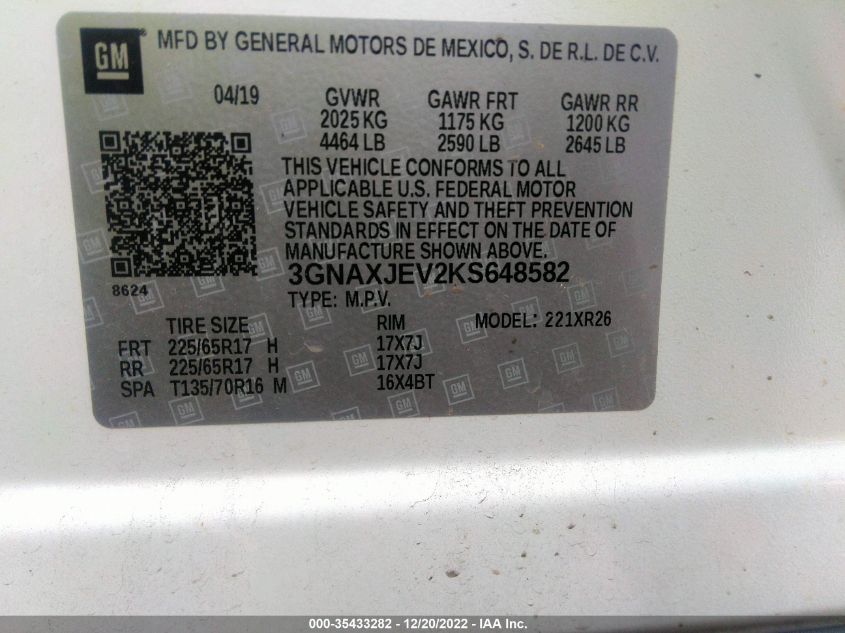 GM MFD BY GENERAL MOTORS DE MEXICO, S. DE R.L. DE C.V.
04/19 GVWR GAWR FRT GAWR RR
2025 KG 1175 KG 1200 KG
4464 LB 2590 LB 2645 LB
THIS VEHICLE CONFORMS TO ALL
APPLICABLE U.S. FEDERAL MOTOR
VEHICLE SAFETY AND THEFT PREVENTION
STANDARDS IN EFFECT ON THE DATE OF
MANUFACTURE SHOWN ABOVE.
8624 3GNAXJEV2KS648582
TYPE: M.P.V.
TIRE SIZE RIM MODEL: 221XR26
FRT 225/65R17 H 17X7J
RR 225/65R17 H 17X7J
SPA T135/70R16 M 16X4BT
000-35433282 - 12/20/2022 - IAA Inc.